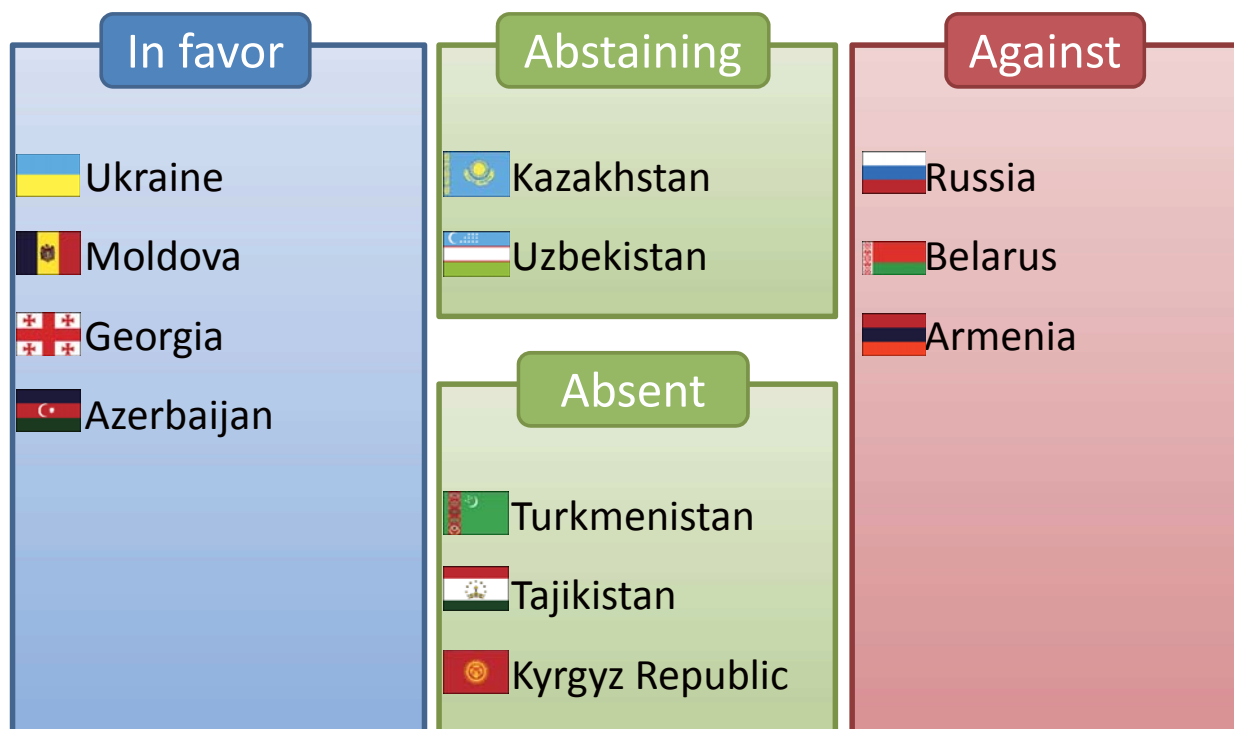 In favor
Ukraine
Moldova
Georgia
Azerbaijan
Abstaining
Kazakhstan
Uzbekistan
Absent
Turkmenistan
Tajikistan
Kyrgyz Republic
Against
Russia
Belarus
Armenia